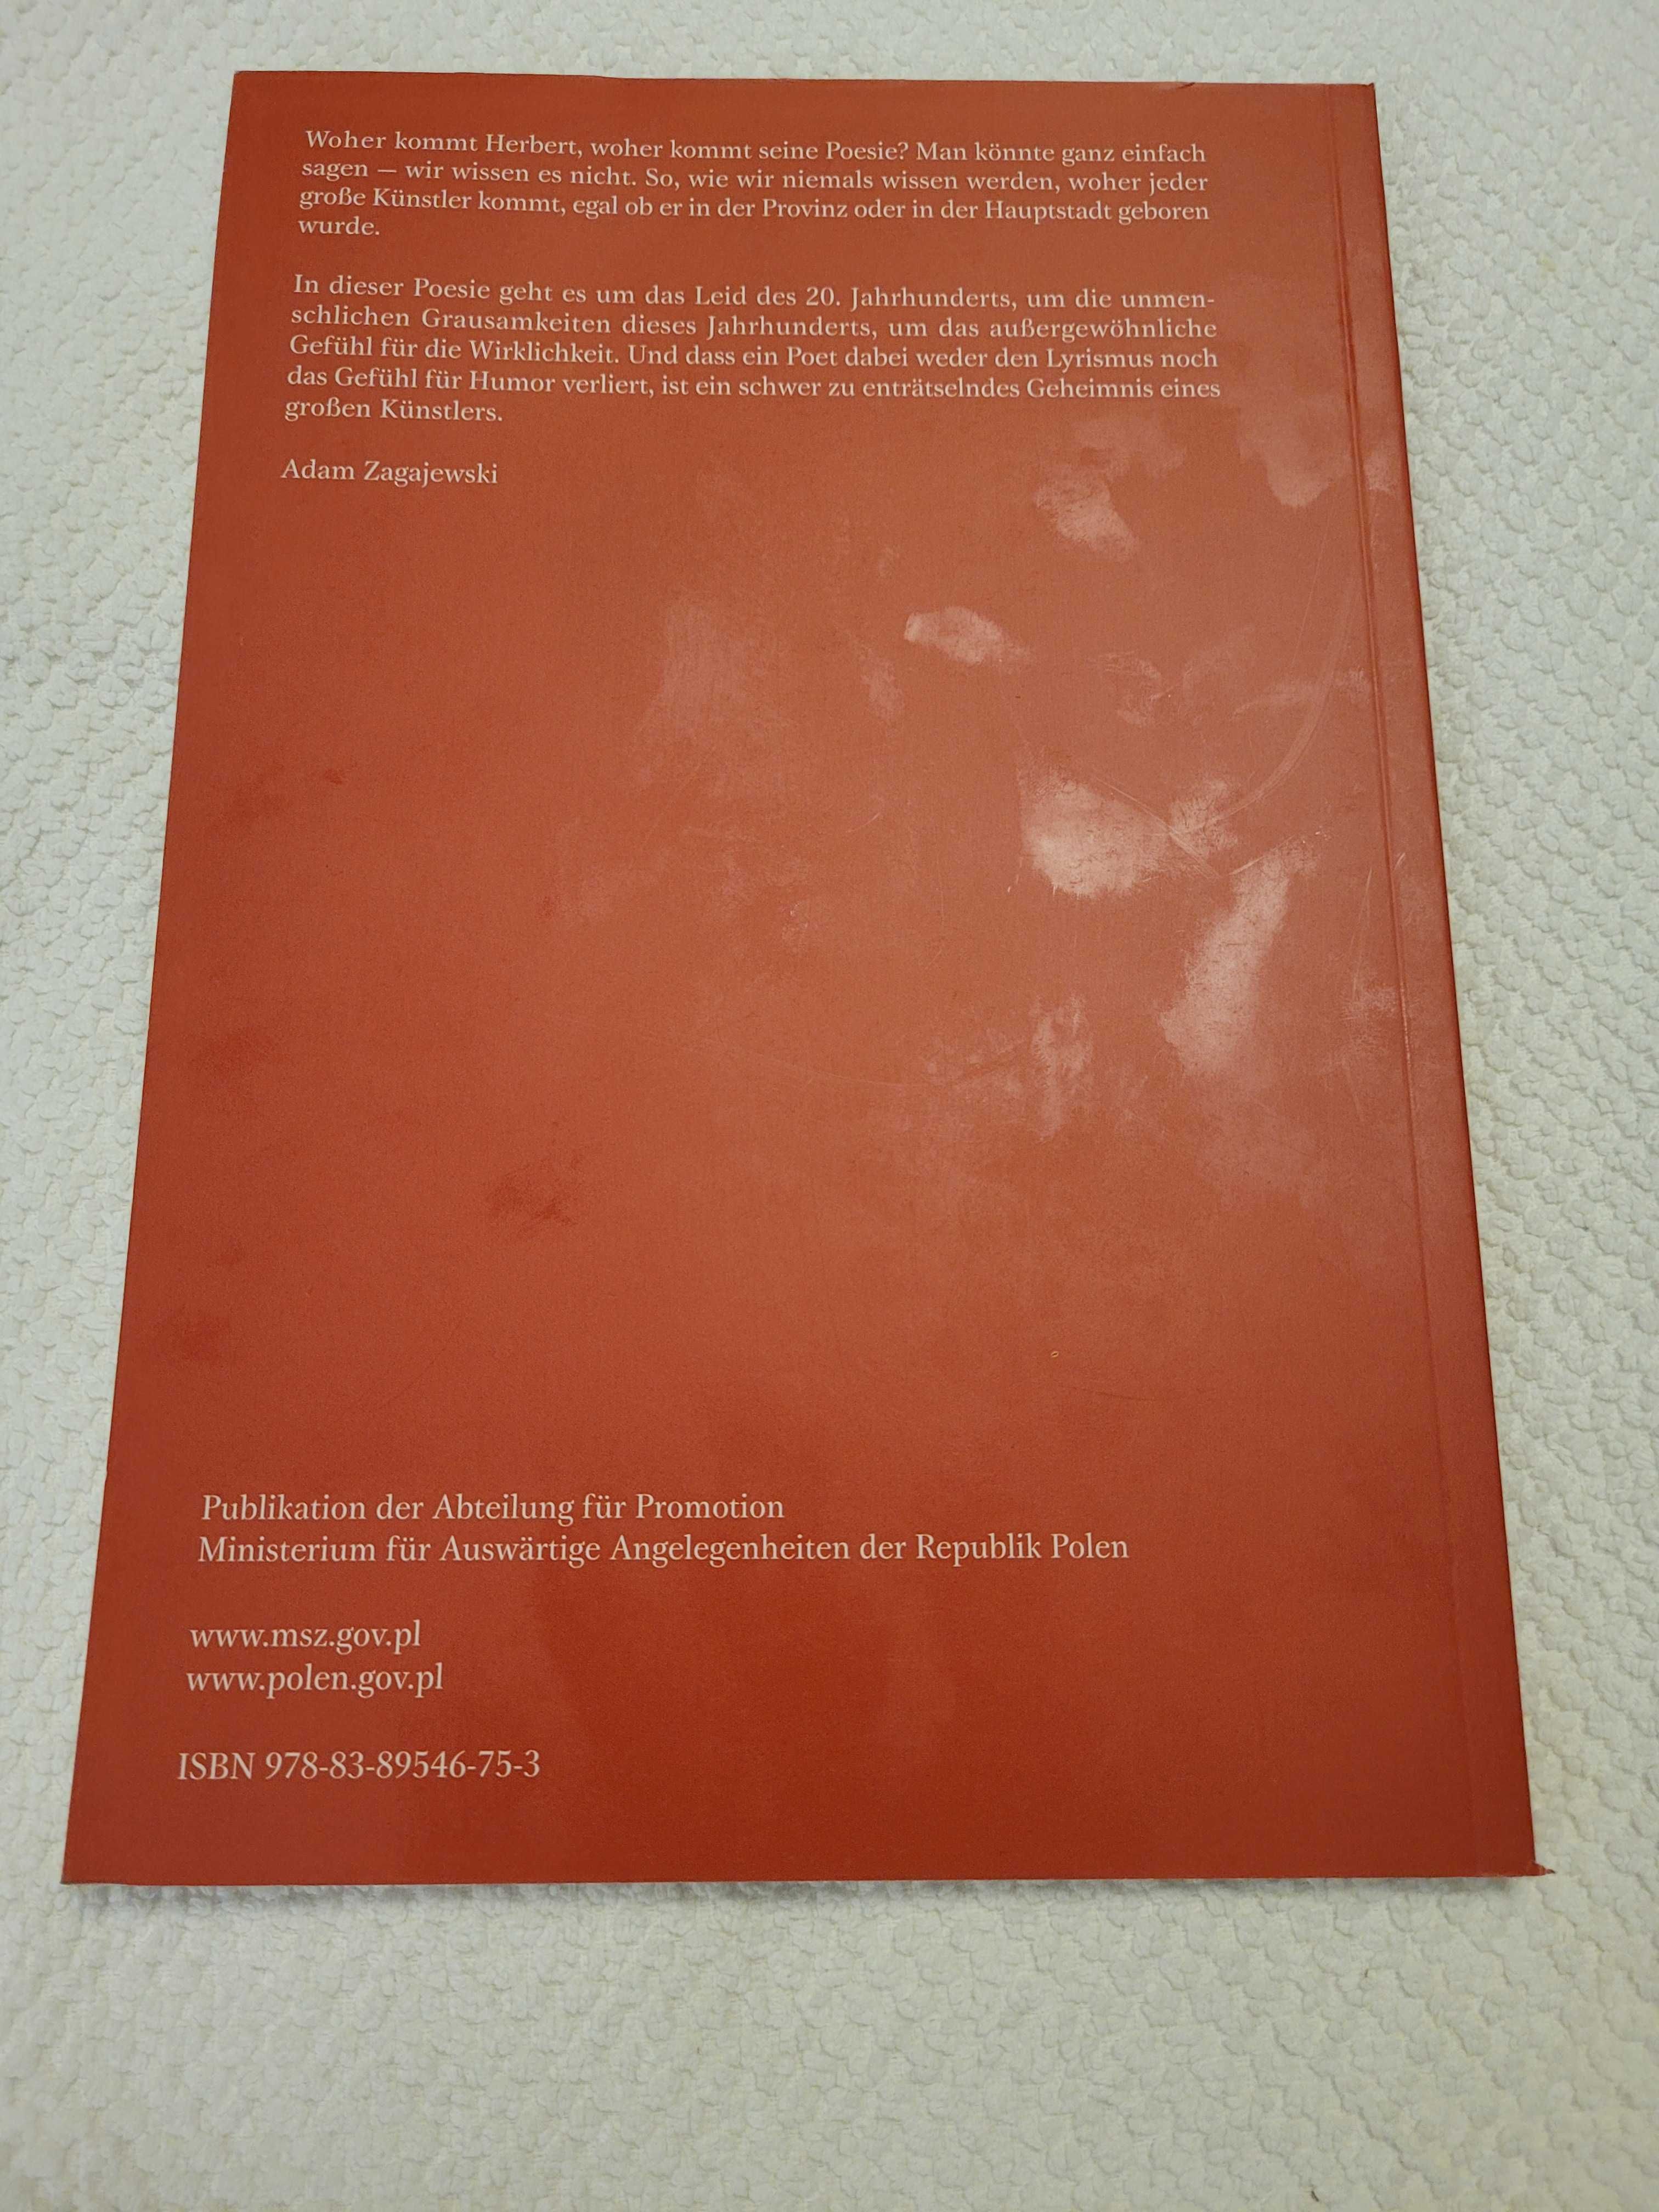 Woher kommt Herbert, woher kommt seine Poesie? Man könnte ganz einfach
sagen — wir wissen es nicht. So, wie wir niemals wissen werden, woher jeder
große Künstler kommt, egal ob er in der Provinz oder in der Hauptstadt geboren
wurde.
In dieser Poesie geht es um das Leid des 20. Jahrhunderts, um die unmen-
schlichen Grausamkeiten dieses Jahrhunderts, um das außergewöhnliche
Gefühl für die Wirklichkeit. Und dass ein Poet dabei weder den Lyrismus noch
das Gefühl für Humor verliert, ist ein schwer zu enträtselndes Geheimnis eines
großen Künstlers.
Adam Zagajewski
Publikation der Abteilung für Promotion
Ministerium für Auswärtige Angelegenheiten der Republik Polen
www.msz.gov.pl
www.polen.gov.pl
ISBN 978-83-89546-75-3